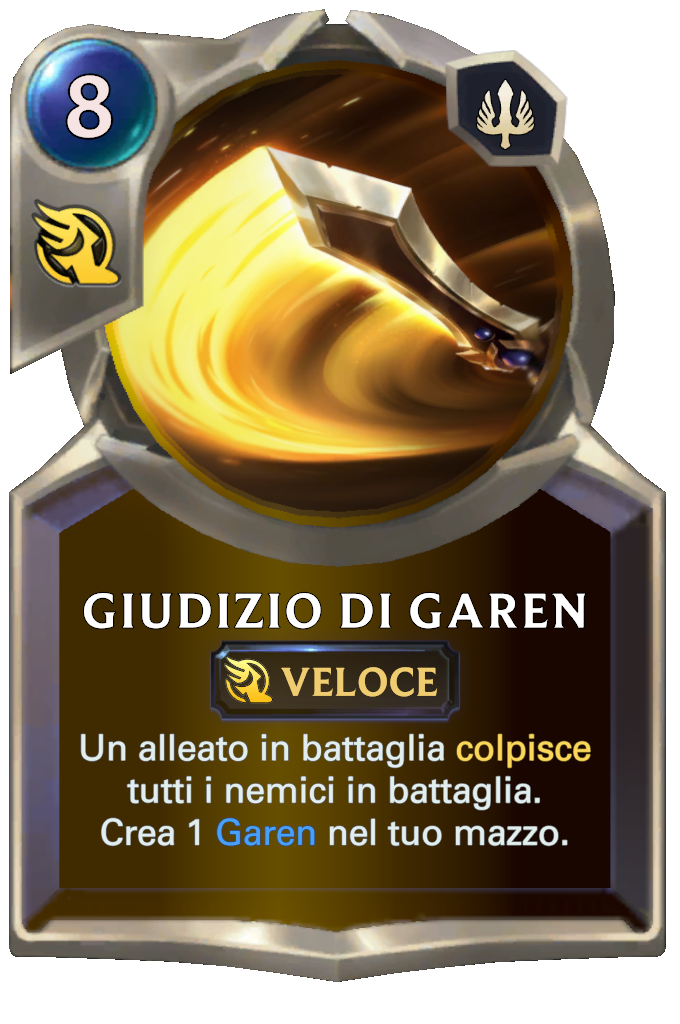 8
GIUDIZIO DI GAREN
VELOCE
Un alleato in battaglia colpisce
tutti i nemici in battaglia.
Crea 1 Garen nel tuo mazzo.